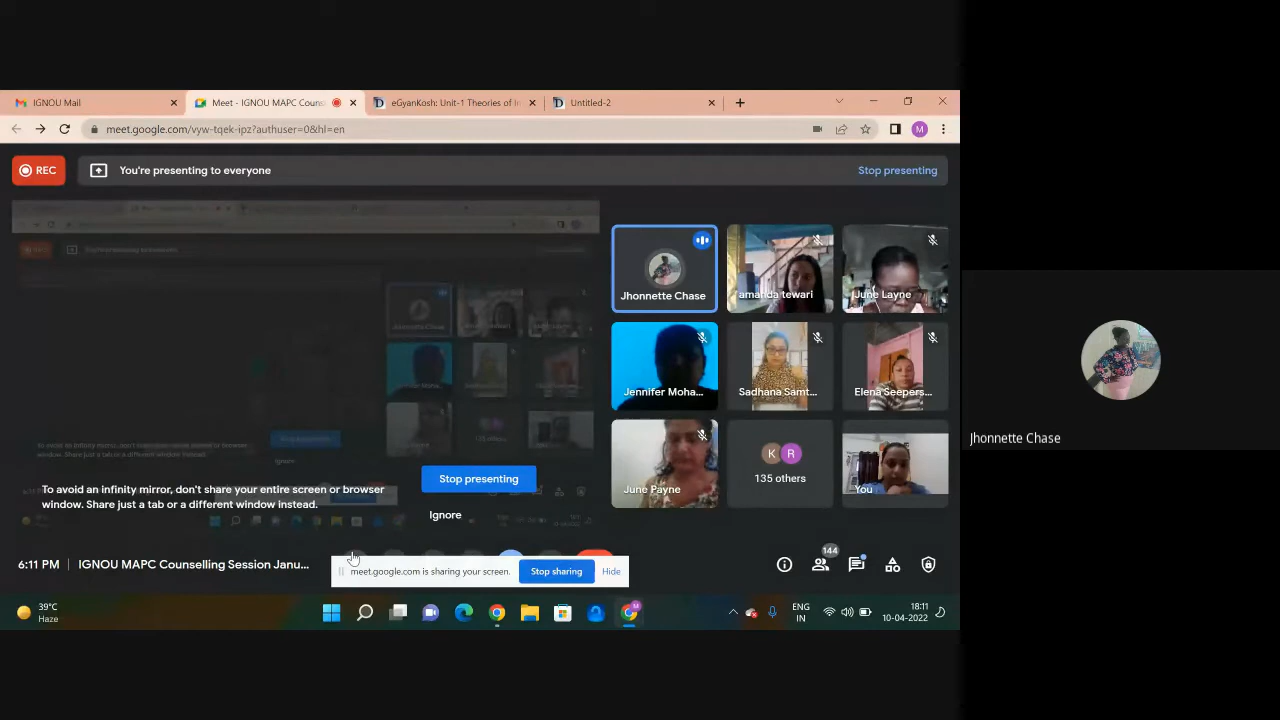 IGNOU Mail
Meet - IGNOU MAPC Couns
eGyanKosh: Unit-1 Theories of I
Untitled-2
meet.google.com/vyw-tqek-ipz?authuser=0&hl=en
M
REC
You're presenting to everyone
Stop presenting
Jhonnette Chase
amanda tewari
June Layne
Jennifer Moha...
Sadhana Samt...
Elena Seepers...
June Payne
K R
135 others
You
Jhonnette Chase
To avoid an infinity mirror, don't share your entire screen or browser
window. Share just a tab or a different window instead.
Stop presenting
Ignore
6:11 PM | IGNOU MAPC Counselling Session Janu...
meet.google.com is sharing your screen.
Stop sharing
Hide
144
39°C
Haze
ENG
IN
18:11
10-04-2022